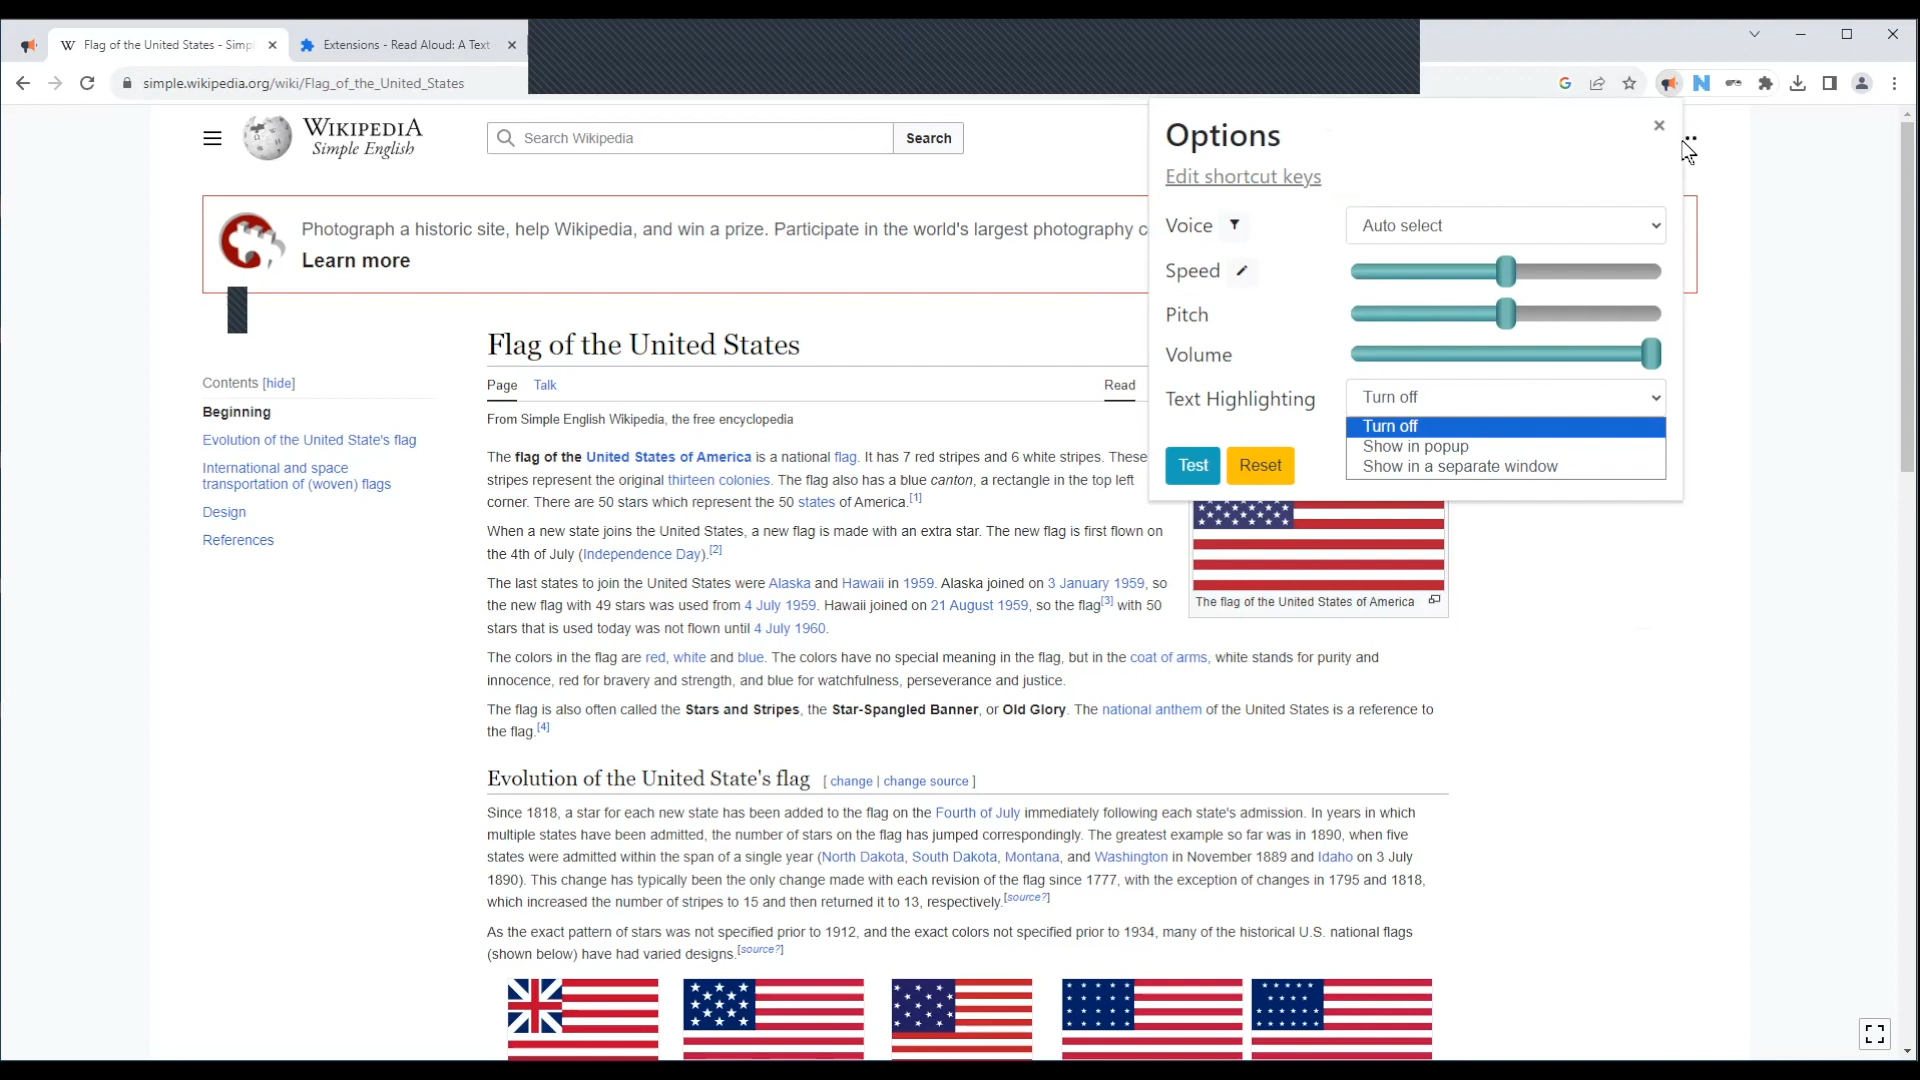 Flag of the United States - Simp
Extensions - Read Aloud: A Text
simple.wikipedia.org/wiki/Flag_of_the_United_States
WIKIPEDIA
Simple English
Search Wikipedia
Search
Photograph a historic site, help Wikipedia, and win a prize. Participate in the world's largest photography c
Learn more
Options
Edit shortcut keys
Voice
Auto select
Speed
Pitch
Volume
Text Highlighting
Turn off
Turn off
Show in popup
Show in a separate window
Test
Reset
Contents [hide]
Beginning
Evolution of the United State's flag
International and space
transportation of (woven) flags
Design
References
Flag of the United States
Page
Talk
Read
From Simple English Wikipedia, the free encyclopedia
The flag of the United States of America is a national flag. It has 7 red stripes and 6 white stripes. These
stripes represent the original thirteen colonies. The flag also has a blue canton, a rectangle in the top left
corner. There are 50 stars which represent the 50 states of America.[1]
When a new state joins the United States, a new flag is made with an extra star. The new flag is first flown on
the 4th of July (Independence Day).[2]
The last states to join the United States were Alaska and Hawaii in 1959. Alaska joined on 3 January 1959, so
the new flag with 49 stars was used from 4 July 1959. Hawaii joined on 21 August 1959, so the flag[3] with 50
stars that is used today was not flown until 4 July 1960.
The flag of the United States of America
The colors in the flag are red, white and blue. The colors have no special meaning in the flag, but in the coat of arms, white stands for purity and
innocence, red for bravery and strength, and blue for watchfulness, perseverance and justice.
The flag is also often called the Stars and Stripes, the Star-Spangled Banner, or Old Glory. The national anthem of the United States is a reference to
the flag.[4]
Evolution of the United State's flag [ change | change source ]
Since 1818, a star for each new state has been added to the flag on the Fourth of July immediately following each state's admission. In years in which
multiple states have been admitted, the number of stars on the flag has jumped correspondingly. The greatest example so far was in 1890, when five
states were admitted within the span of a single year (North Dakota, South Dakota, Montana, and Washington in November 1889 and Idaho on 3 July
1890). This change has typically been the only change made with each revision of the flag since 1777, with the exception of changes in 1795 and 1818,
which increased the number of stripes to 15 and then returned it to 13, respectively.[source?]
As the exact pattern of stars was not specified prior to 1912, and the exact colors not specified prior to 1934, many of the historical U.S. national flags
(shown below) have had varied designs.[source?]